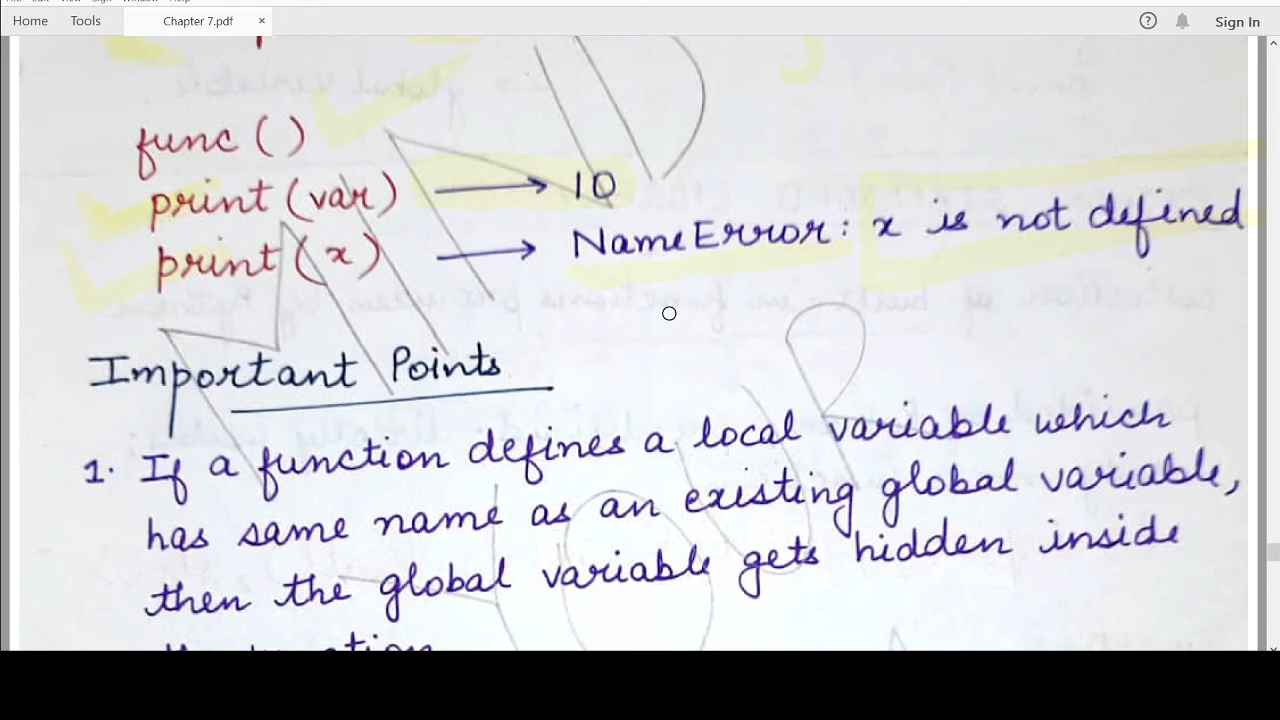 Home Tools Chapter 7.pdf × ? Sign In
func ()
print (var) → 10
print (x) → NameError: x is not defined
Important Points
1. If a function defines a local variable which
has same name as an existing global variable,
then the global variable gets hidden inside